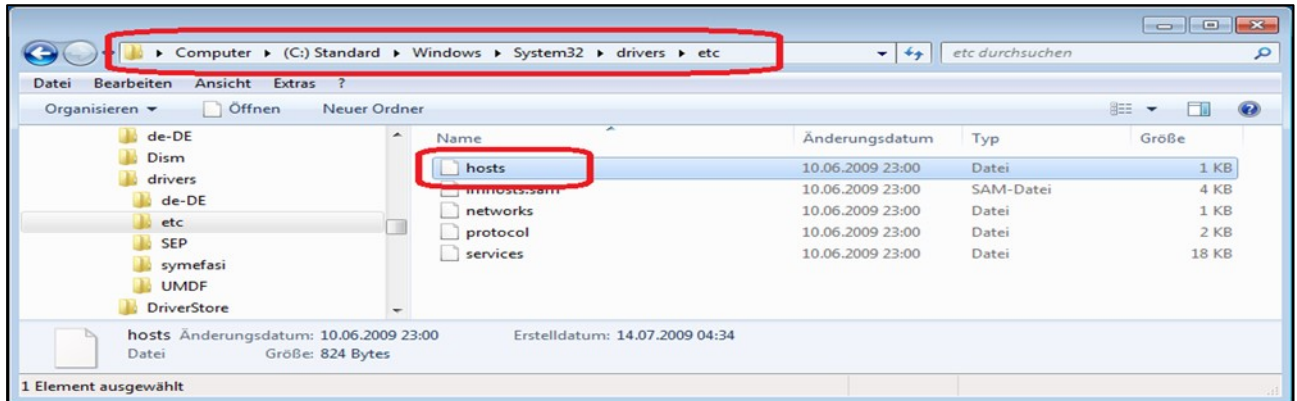 Computer ▸ (C:) Standard ▸ Windows ▸ System32 ▸ drivers ▸ etc
etc durchsuchen
Datei Bearbeiten Ansicht Extras ?
Organisieren Öffnen Neuer Ordner
de-DE
Dism
drivers
de-DE
etc
SEP
symefasi
UMDF
DriverStore
Name Änderungsdatum Typ Größe
hosts 10.06.2009 23:00 Datei 1 KB
lmhosts.sam 10.06.2009 23:00 SAM-Datei 4 KB
networks 10.06.2009 23:00 Datei 1 KB
protocol 10.06.2009 23:00 Datei 2 KB
services 10.06.2009 23:00 Datei 18 KB
hosts Änderungsdatum: 10.06.2009 23:00 Erstelldatum: 14.07.2009 04:34
Datei Größe: 824 Bytes
1 Element ausgewählt